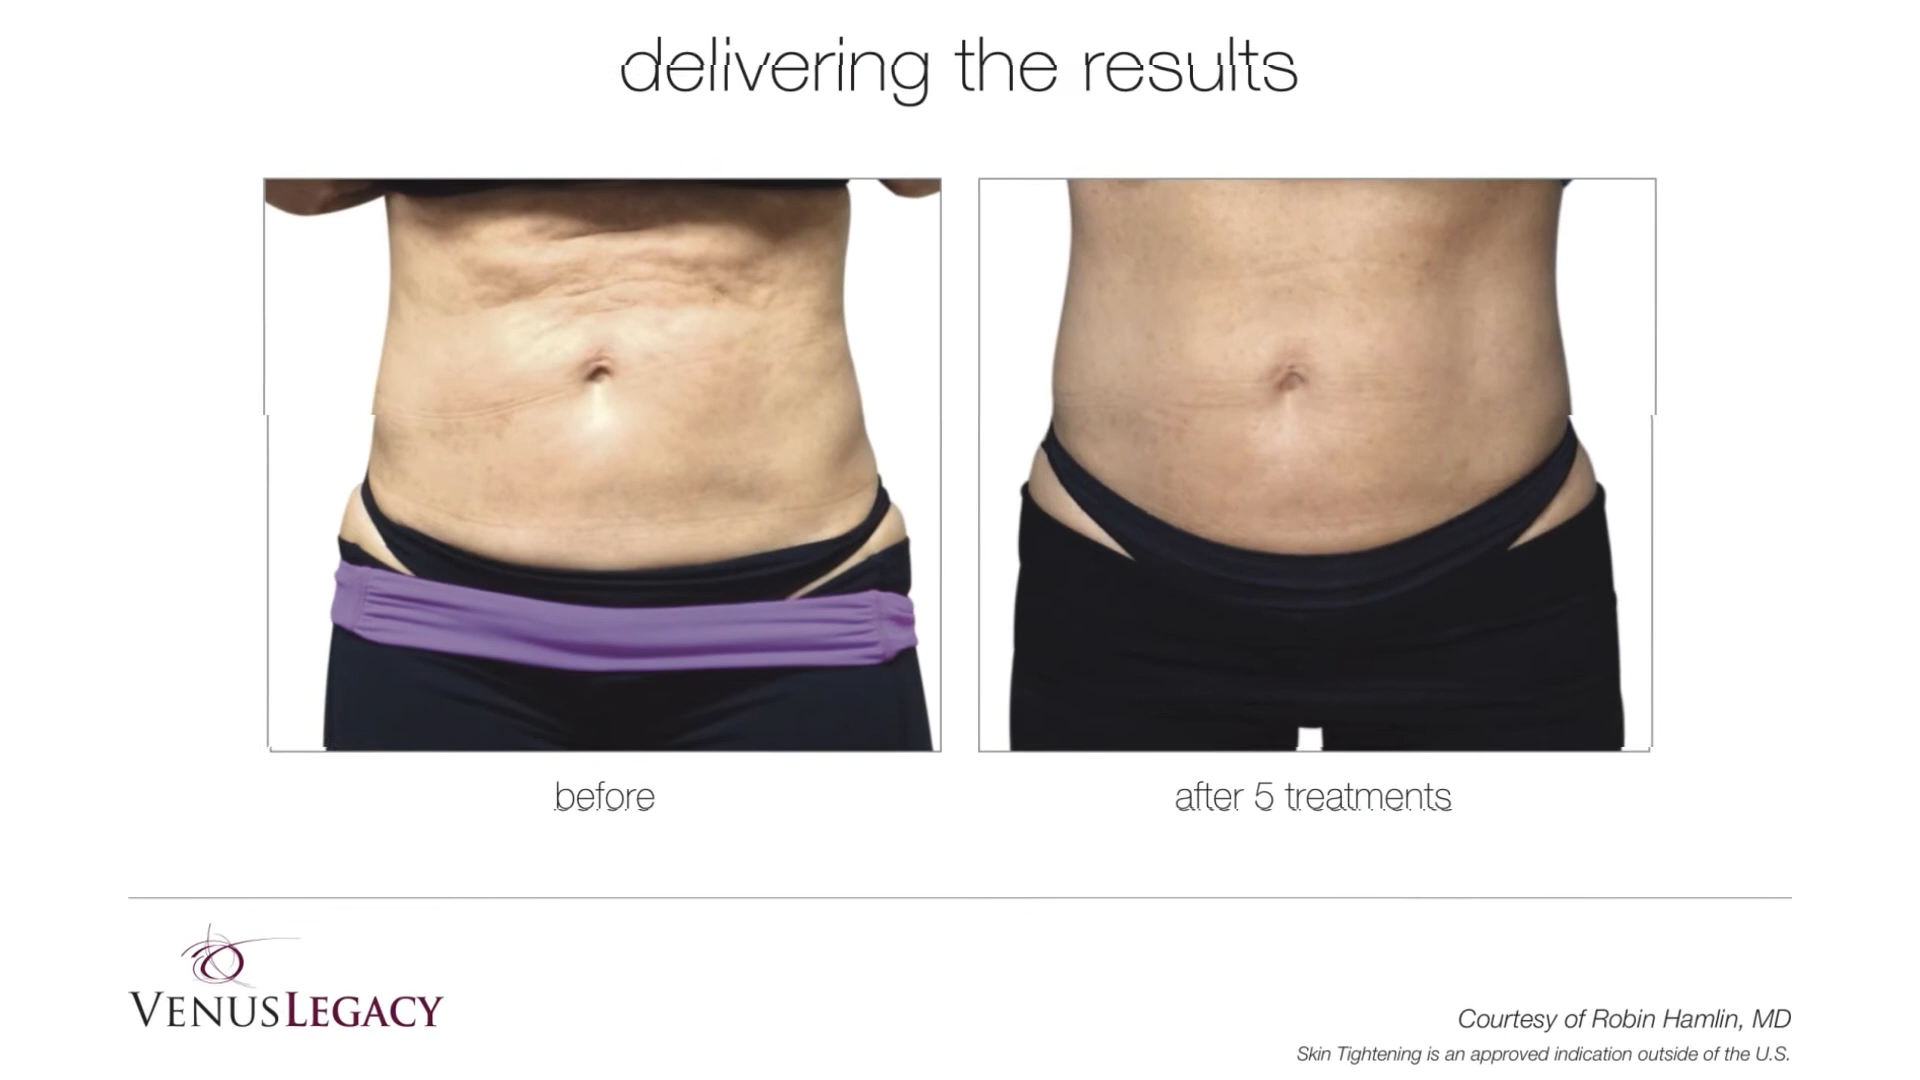 delivering the results
before
after 5 treatments
VENUS LEGACY
Courtesy of Robin Hamlin, MD
Skin Tightening is an approved indication outside of the U.S.